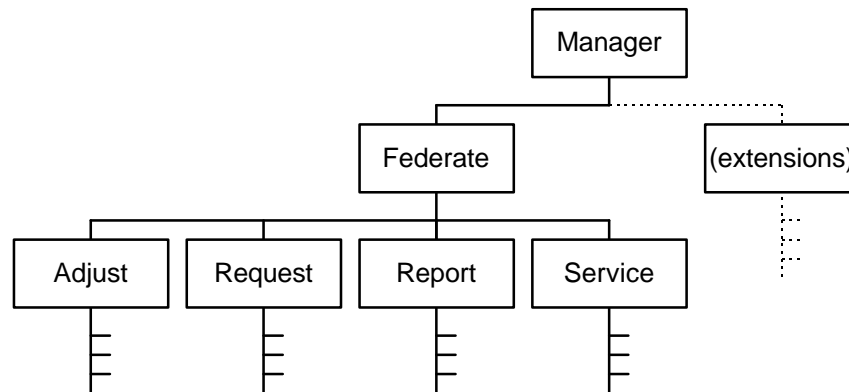 Manager
Federate
(extensions)
Adjust
Request
Report
Service